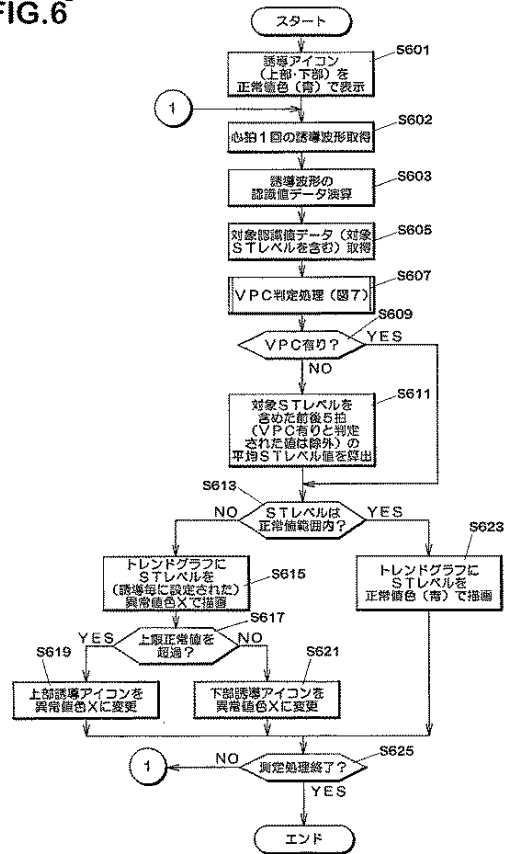 FIG.6
スタート
誘導アイコン
(上部・下部)を
正常値色(青)で表示
S601
1
心拍1回の誘導波形取得
S602
誘導波形の
認識値データ演算
S603
対象認識値データ(対象
STレベルを含む)取得
S605
VPC判定処理(図7)
S607
VPC有り?
S609
YES
NO
対象STレベルを
含めた前後5拍
(VPC有りと判定
された値は除外)の
平均STレベル値を算出
S611
STレベルは
正常値範囲内?
S613
NO
YES
トレンドグラフに
STレベルを
(誘導毎に設定された)
異常値色Xで描画
S615
トレンドグラフに
STレベルを
正常値色(青)で描画
S623
上限正常値を
超過?
S617
YES
NO
上部誘導アイコンを
異常値色Xに変更
S619
下部誘導アイコンを
異常値色Xに変更
S621
測定処理終了?
S625
NO
1
YES
エンド